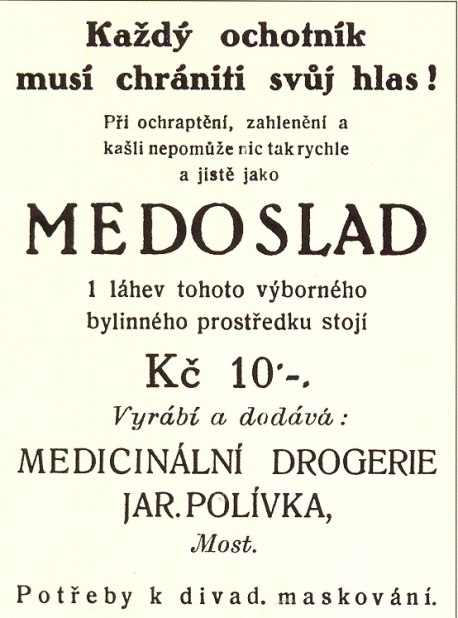 Každý ochotník
musí chrániti svůj hlas!
Při ochraptění, zahlenění a
kašli nepomůže nic tak rychle
a jistě jako
MEDOSLAD
1 láhev tohoto výborného
bylinného prostředku stojí
Kč 10·-.
Vyrábí a dodává:
MEDICINÁLNÍ DROGERIE
JAR. POLÍVKA,
Most.
Potřeby k divad. maskování.